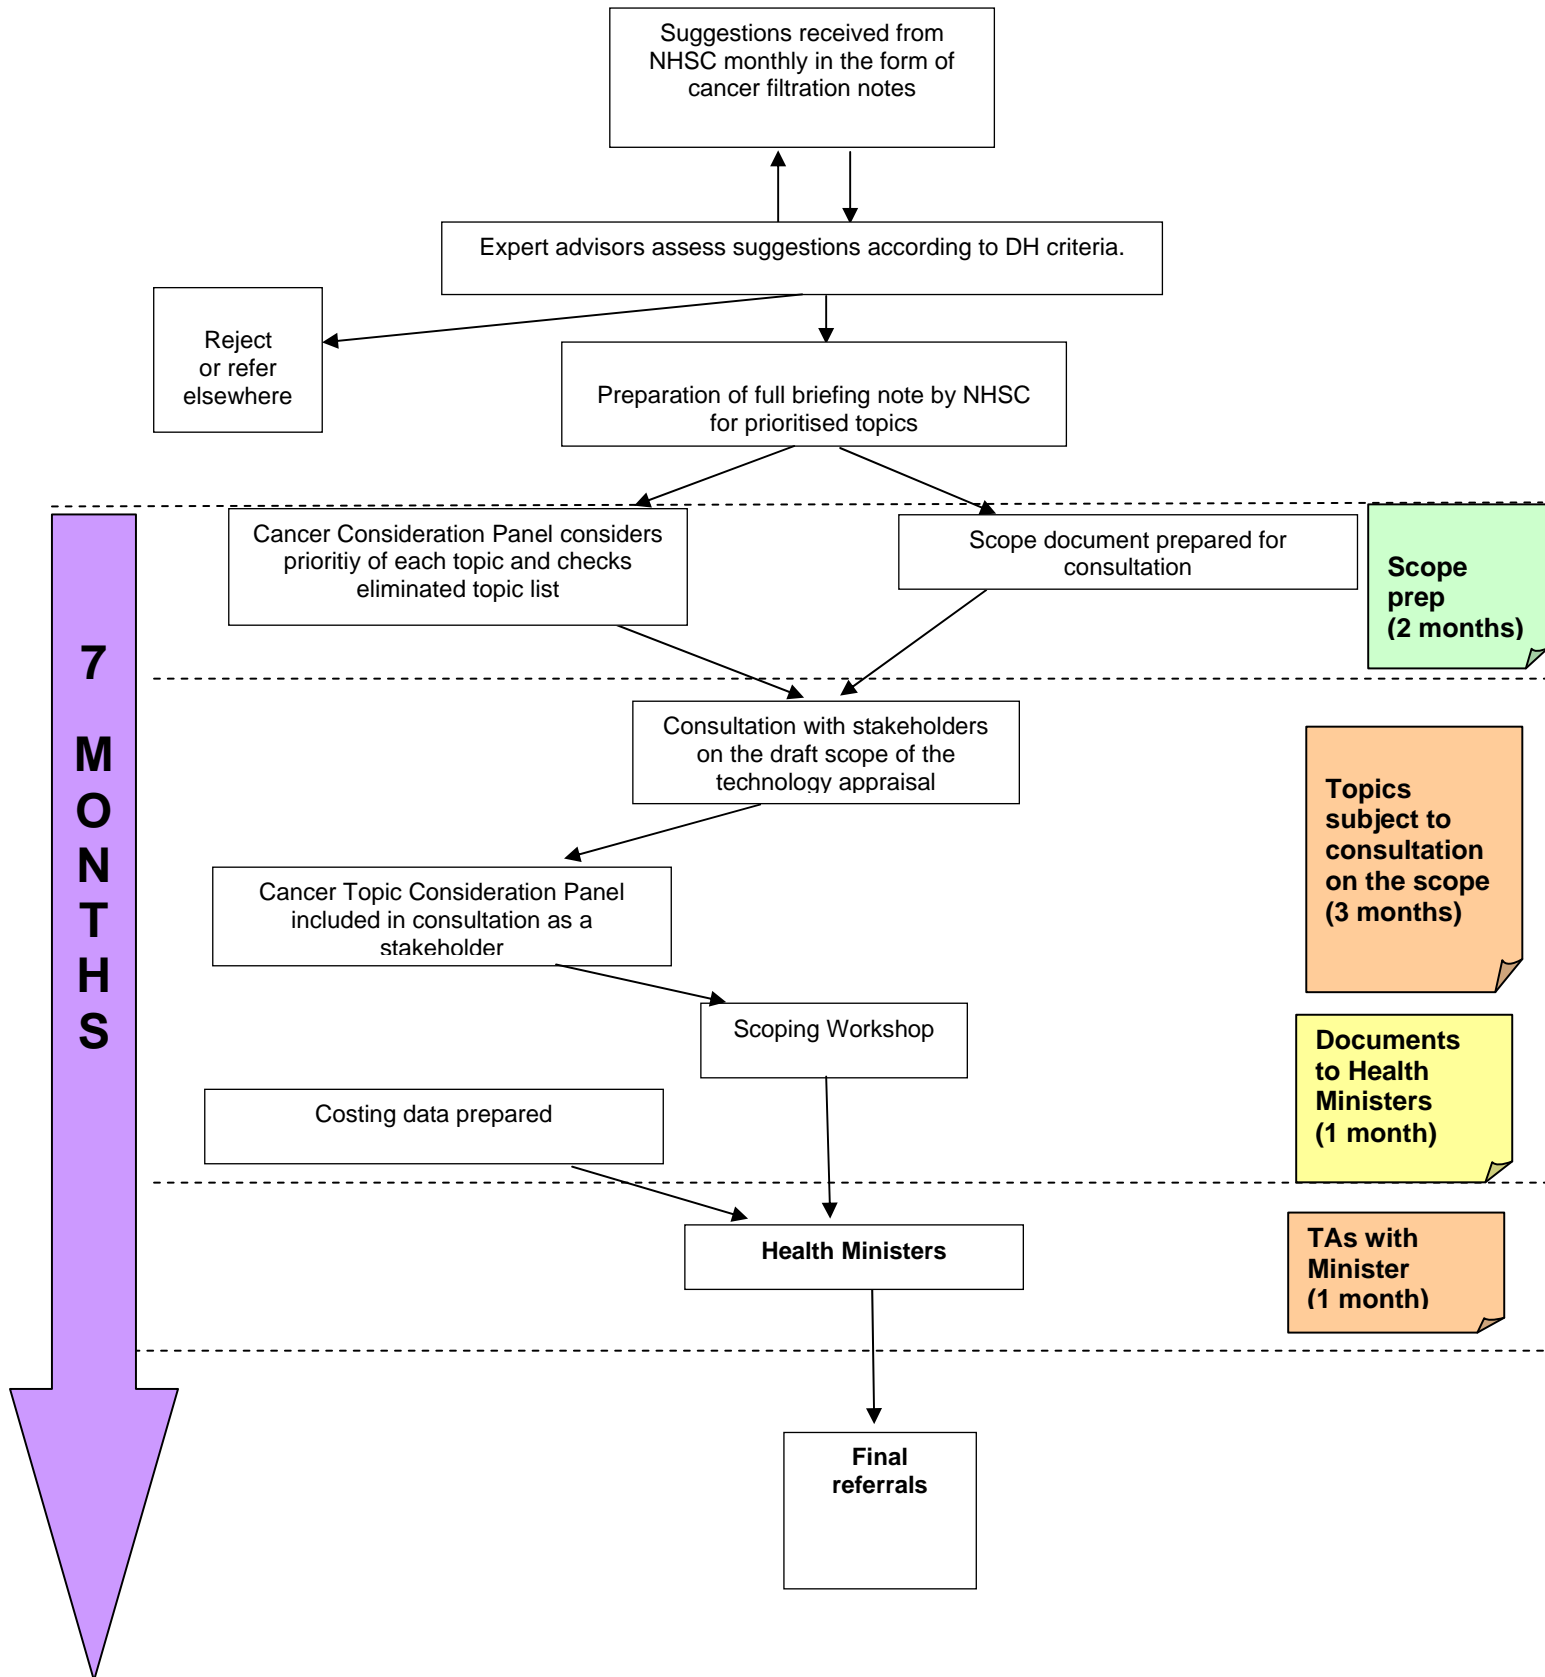 Suggestions received from
NHSC monthly in the form of
cancer filtration notes
Expert advisors assess suggestions according to DH criteria.
Reject
or refer
elsewhere
Preparation of full briefing note by NHSC
for prioritised topics
Cancer Consideration Panel considers
prioritiy of each topic and checks
eliminated topic list
Scope document prepared for
consultation
Scope
prep
(2 months)
7
M
O
N
T
H
S
Consultation with stakeholders
on the draft scope of the
technology appraisal
Topics
subject to
consultation
on the scope
(3 months)
Cancer Topic Consideration Panel
included in consultation as a
stakeholder
Scoping Workshop
Documents
to Health
Ministers
(1 month)
Costing data prepared
Health Ministers
TAs with
Minister
(1 month)
Final
referrals